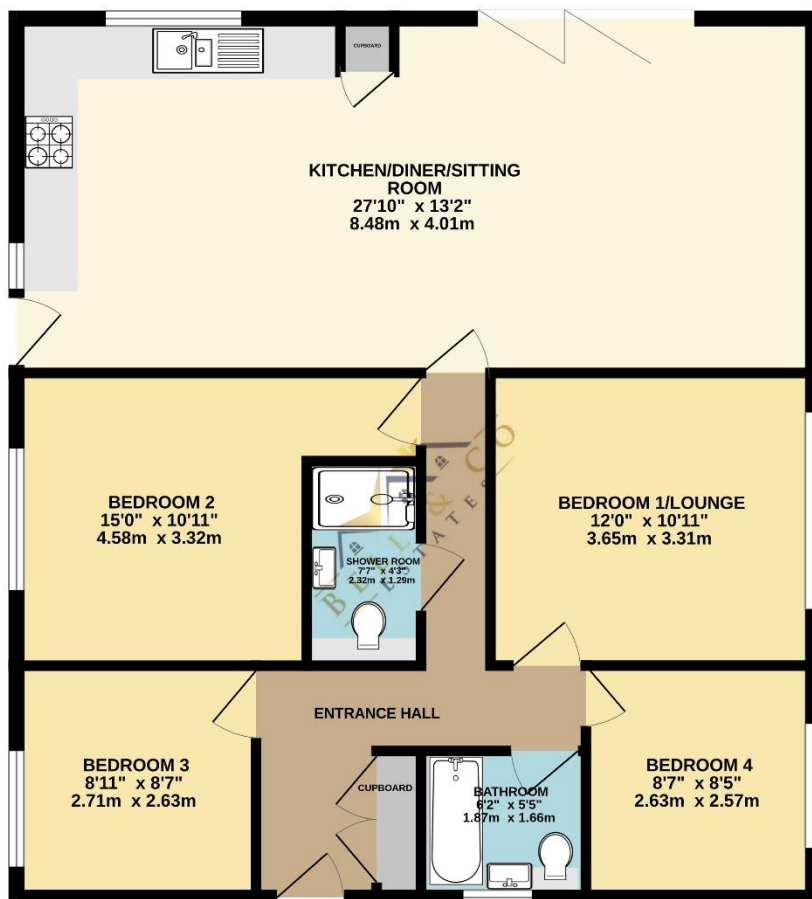 CUPBOARD
KITCHEN/DINER/SITTING
ROOM
27'10" x 13'2"
8.48m x 4.01m
BEDROOM 2
15'0" x 10'11"
4.58m x 3.32m
SHOWER ROOM
7'7" x 4'3"
2.32m x 1.29m
BELL & CO
ESTATES
BEDROOM 1/LOUNGE
12'0" x 10'11"
3.65m x 3.31m
ENTRANCE HALL
BEDROOM 3
8'11" x 8'7"
2.71m x 2.63m
CUPBOARD
BATHROOM
6'2" x 5'5"
1.87m x 1.66m
BEDROOM 4
8'7" x 8'5"
2.63m x 2.57m